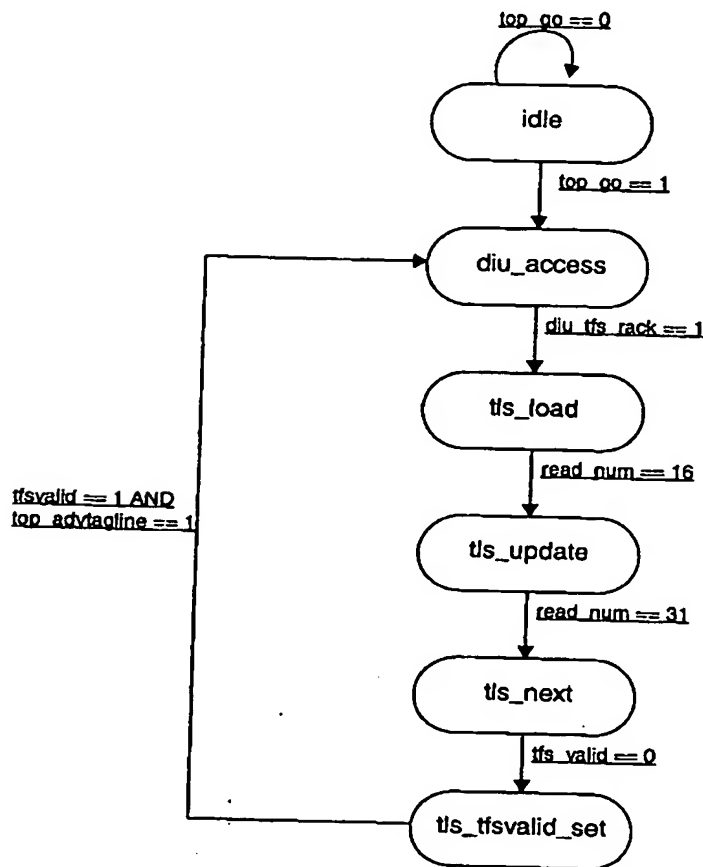 top_go == 0
idle
top_go == 1
diu_access
diu_tfs_rack == 1
tls_load
read_num == 16
tfsvalid == 1 AND
top_advtagline == 1
tls_update
read_num == 31
tls_next
tfs_valid == 0
tls_tfsvalid_set